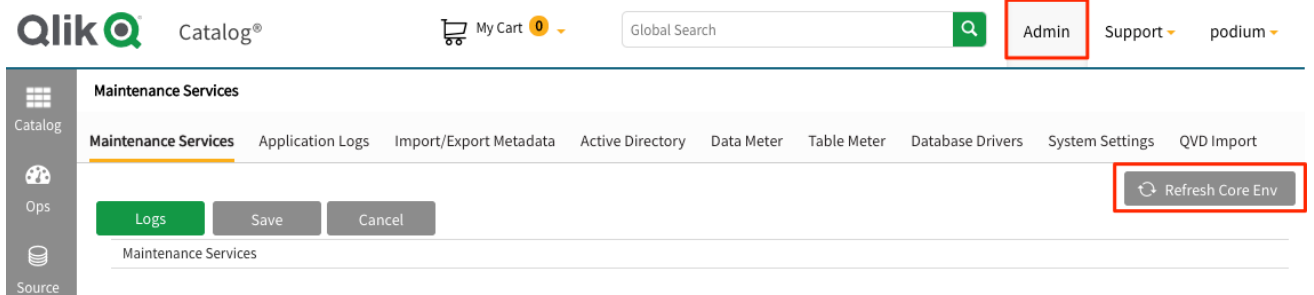 Qlik Catalog® My Cart 0 Global Search Admin Support podium
Maintenance Services
Catalog
Maintenance Services Application Logs Import/Export Metadata Active Directory Data Meter Table Meter Database Drivers System Settings QVD Import
Refresh Core Env
Ops
Logs Save Cancel
Maintenance Services
Source